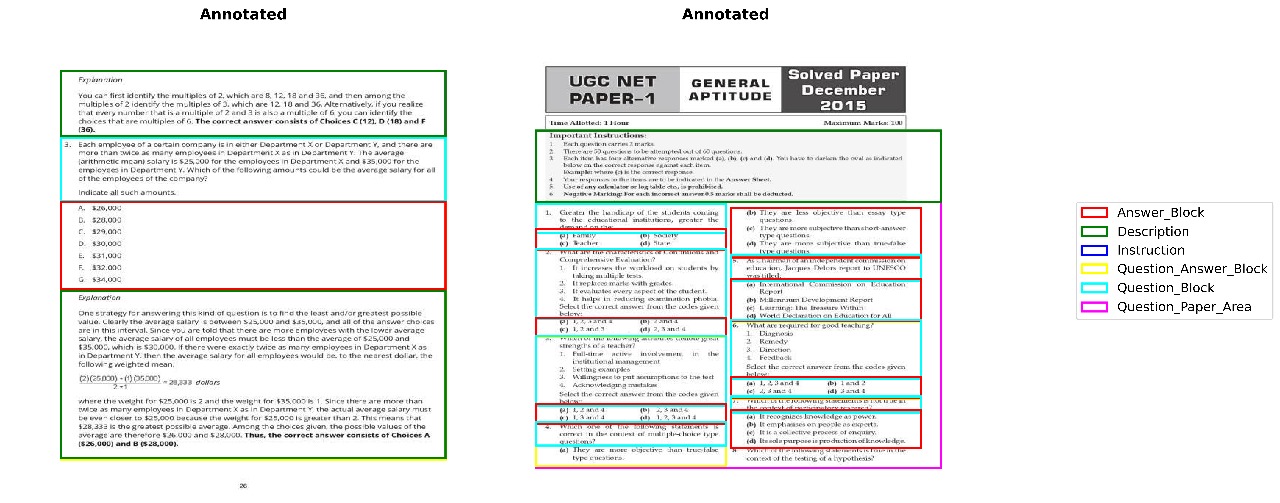 Annotated
Explanation
You can first identify the multiples of 2, which are 8, 12, 18 and 36, and then among the
multiples of 2 identify the multiples of 3, which are 12, 18 and 36. Alternatively, if you realize
that every number that is a multiple of 2 and 3 is also a multiple of 6, you can identify the
choices that are multiples of 6. The correct answer consists of Choices C (12), D (18) and F
(36).
3. Each employee of a certain company is in either Department X or Department Y, and there are
more than twice as many employees in Department X as in Department Y. The average
(arithmetic mean) salary is $25,000 for the employees in Department X and $35,000 for the
employees in Department Y. Which of the following amounts could be the average salary for all
of the employees of the company?
Indicate all such amounts.
A. $26,000
B. $28,000
C. $29,000
D. $30,000
E. $31,000
F. $32,000
G. $34,000
Explanation
One strategy for answering this kind of question is to find the least and/or greatest possible
value. Clearly the average salary is between $25,000 and $35,000, and all of the answer choices
are in this interval. Since you are told that there are more employees with the lower average
salary, the average salary of all employees must be less than the average of $25,000 and
$35,000, which is $30,000. If there were exactly twice as many employees in Department X as
in Department Y, then the average salary for all employees would be, to the nearest dollar, the
following weighted mean.
(2)(25,000) + (1)(35,000) / 2+1 = 28,333 dollars
where the weight for $25,000 is 2 and the weight for $35,000 is 1. Since there are more than
twice as many employees in Department X as in Department Y, the actual average salary must
be even closer to $25,000 because the weight for $25,000 is greater than 2. This means that
$28,333 is the greatest possible average. Among the choices given, the possible values of the
average are therefore $26,000 and $28,000. Thus, the correct answer consists of Choices A
($26,000) and B ($28,000).
26
Annotated
UGC NET PAPER-1
GENERAL APTITUDE
Solved Paper December 2015
Time Allotted: 1 Hour Maximum Marks: 100
Important Instructions:
1. Each question carries 2 marks.
2. There are 50 questions to be attempted out of 60 questions.
3. Each item has four alternative responses marked (a), (b), (c) and (d). You have to darken the oval as indicated
below on the correct response against each item.
Example: where (c) is the correct response.
4. Your responses to the items are to be indicated in the Answer Sheet.
5. Use of any calculator or log table etc., is prohibited.
6. Negative Marking: For each incorrect answer 0.5 marks shall be deducted.
1. Greater the handicap of the students coming
to the educational institutions, greater the
demand on the:
(a) Family (b) Society
(c) Teacher (d) State
2. What are the characteristics of Continuous and
Comprehensive Evaluation?
1. It increases the workload on students by
taking multiple tests.
2. It replaces marks with grades.
3. It evaluates every aspect of the student.
4. It helps in reducing examination phobia.
Select the correct answer from the codes given
below:
(a) 1, 2, 3 and 4 (b) 2 and 4
(c) 1, 2 and 3 (d) 2, 3 and 4
3. Which of the following attributes denote great
strengths of a teacher?
1. Full-time active involvement in the
institutional management
2. Setting examples
3. Willingness to put assumptions to the test
4. Acknowledging mistakes
Select the correct answer from the codes given
below:
(a) 1, 2 and 4 (b) 2, 3 and 4
(c) 1, 3 and 4 (d) 1, 2, 3 and 4
4. Which one of the following statements is
correct in the context of multiple-choice type
questions?
(a) They are more objective than true-false
type questions.
(b) They are less objective than essay type
questions.
(c) They are more subjective than short-answer
type questions.
(d) They are more subjective than true-false
type questions.
5. As Chairman of an independent commission on
education, Jacques Delors report to UNESCO
was titled:
(a) International Commission on Education
Report
(b) Millennium Development Report
(c) Learning: The Treasure Within
(d) World Declaration on Education for All
6. What are required for good teaching?
1. Diagnosis
2. Remedy
3. Direction
4. Feedback
Select the correct answer from the codes given
below:
(a) 1, 2, 3 and 4 (b) 1 and 2
(c) 2, 3 and 4 (d) 3 and 4
7. Which of the following statements is not true in
the context of participatory research?
(a) It recognizes knowledge as power.
(b) It emphasises on people as experts.
(c) It is a collective process of enquiry.
(d) Its sole purpose is production of knowledge.
8. Which of the following statements is true in the
context of the testing of a hypothesis?
Answer_Block
Description
Instruction
Question_Answer_Block
Question_Block
Question_Paper_Area